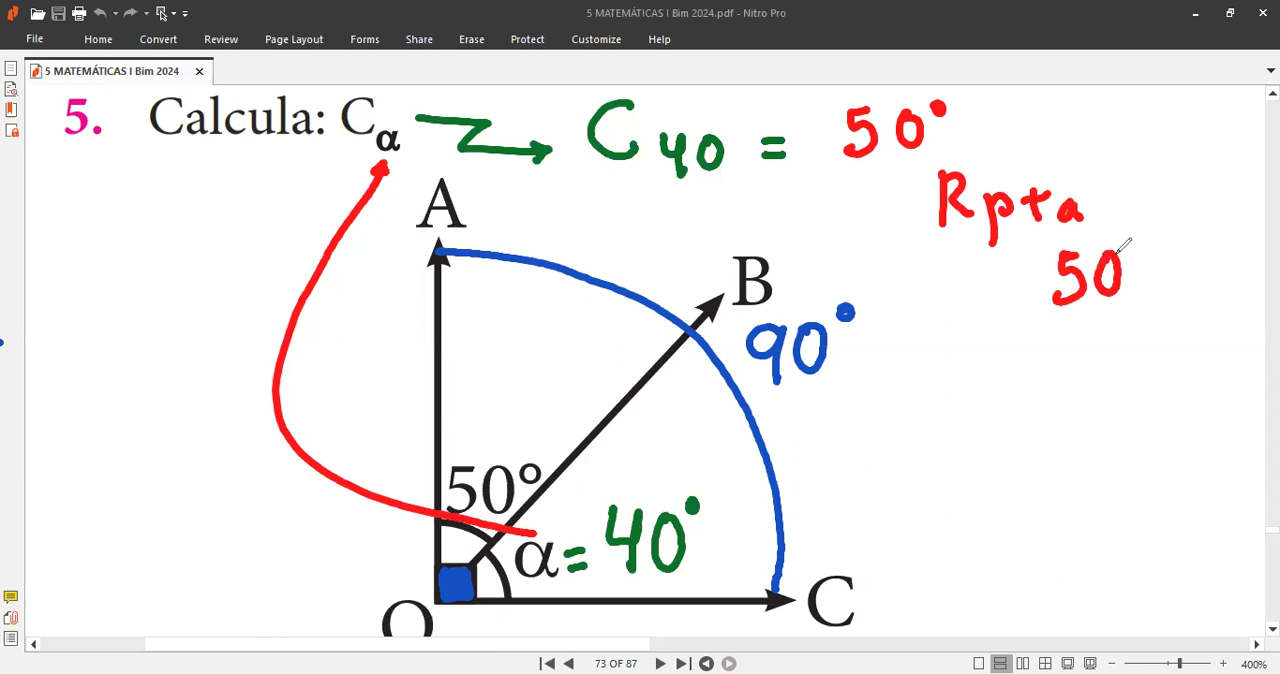 5 MATEMÁTICAS I Bim 2024.pdf - Nitro Pro
File Home Convert Review Page Layout Forms Share Erase Protect Customize Help
5 MATEMÁTICAS I Bim 2024
5. Calcula: Cα C40 = 50°
Rpta
50
A
B
90°
50°
α = 40°
O
C
73 OF 87
400%